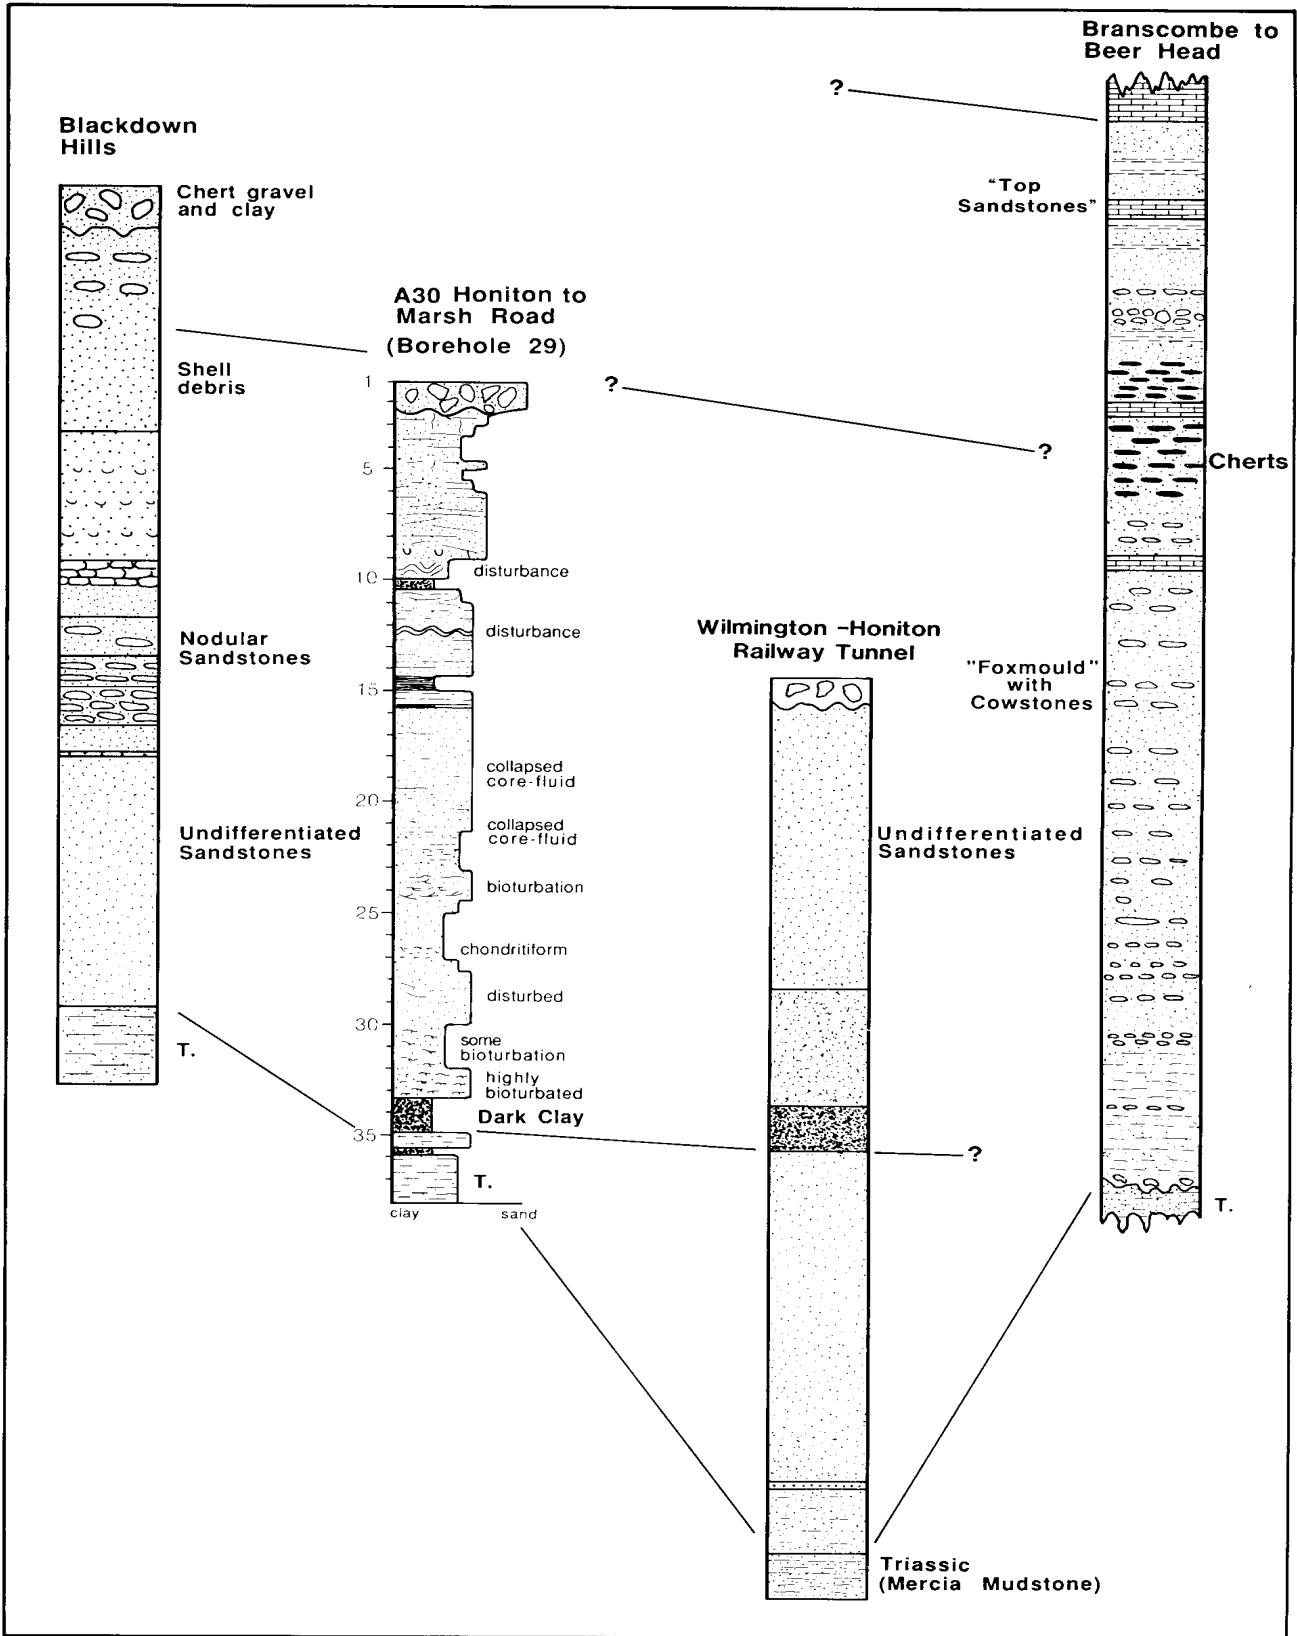 Branscombe to
Beer Head
?
"Top
Sandstones"
Cherts
"Foxmould"
with
Cowstones
T.
Blackdown
Hills
Chert gravel
and clay
Shell
debris
Nodular
Sandstones
Undifferentiated
Sandstones
T.
A30 Honiton to
Marsh Road
(Borehole 29)
1
5
10
15
20
25
30
35
disturbance
disturbance
collapsed
core-fluid
collapsed
core-fluid
bioturbation
chondritiform
disturbed
some
bioturbation
highly
bioturbated
Dark Clay
T.
clay sand
?
?
Wilmington -Honiton
Railway Tunnel
Undifferentiated
Sandstones
?
Triassic
(Mercia Mudstone)